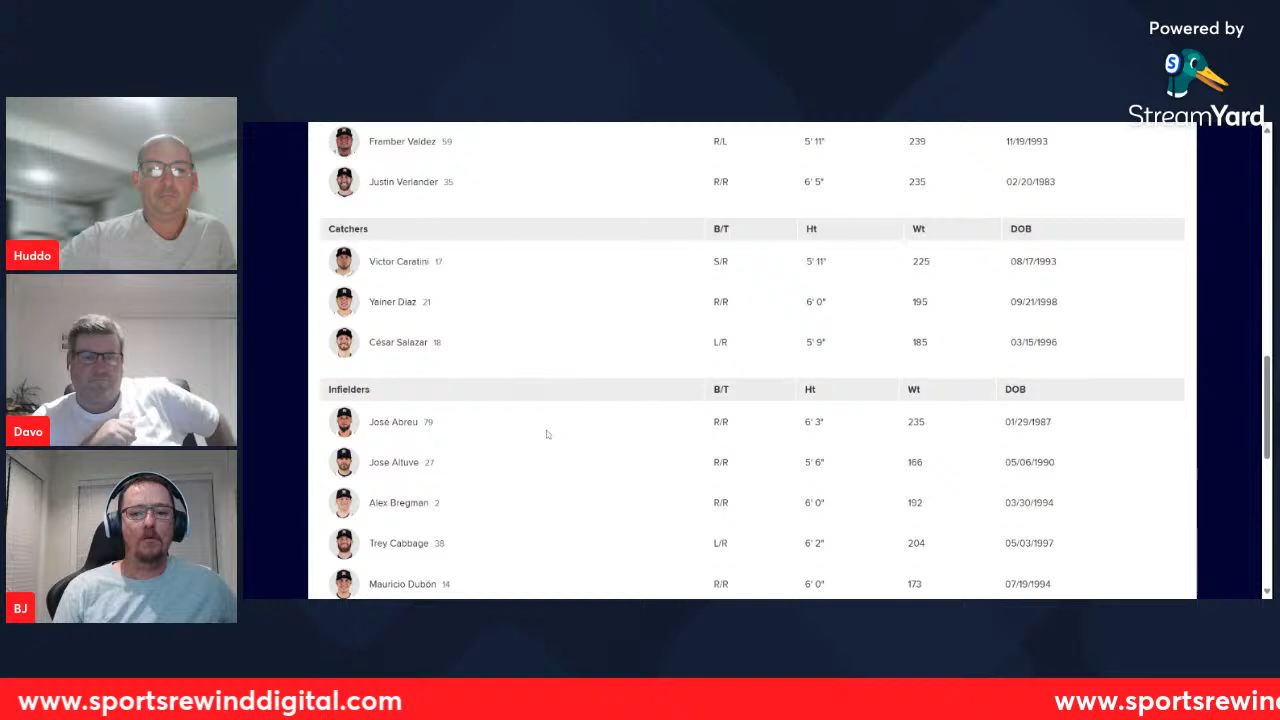 Powered by
S
StreamYard
Huddo
Davo
BJ
Framber Valdez 59 R/L 5' 11" 239 11/19/1993
Justin Verlander 35 R/R 6' 5" 235 02/20/1983
Catchers B/T Ht Wt DOB
Victor Caratini 17 S/R 5' 11" 225 08/17/1993
Yainer Diaz 21 R/R 6' 0" 195 09/21/1998
César Salazar 18 L/R 5' 9" 185 03/15/1996
Infielders B/T Ht Wt DOB
José Abreu 79 R/R 6' 3" 235 01/29/1987
Jose Altuve 27 R/R 5' 6" 166 05/06/1990
Alex Bregman 2 R/R 6' 0" 192 03/30/1994
Trey Cabbage 38 L/R 6' 2" 204 05/03/1997
Mauricio Dubón 14 R/R 6' 0" 173 07/19/1994
www.sportsrewinddigital.com www.sportsrewind